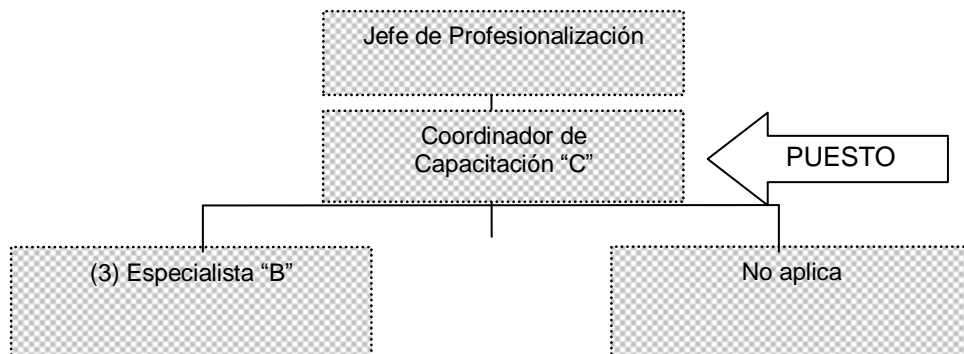 Jefe de Profesionalización
Coordinador de
Capacitación “C”
PUESTO
(3) Especialista “B”
No aplica